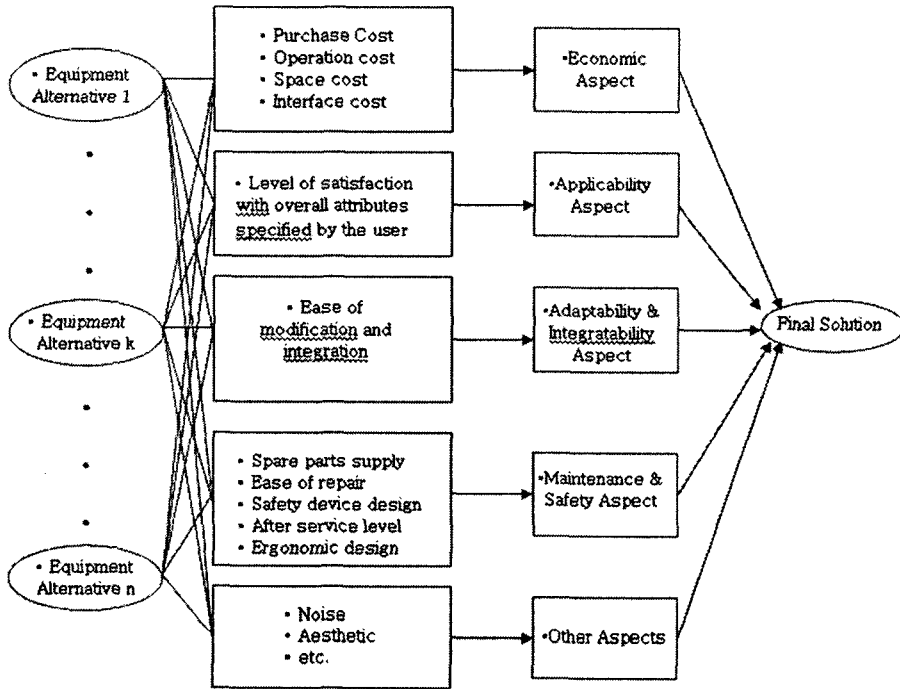 • Equipment
Alternative 1
• Equipment
Alternative k
• Equipment
Alternative n
• Purchase Cost
• Operation cost
• Space cost
• Interface cost
• Level of satisfaction
with overall attributes
specified by the user
• Ease of
modification and
integration
• Spare parts supply
• Ease of repair
• Safety device design
• After service level
• Ergonomic design
• Noise
• Aesthetic
• etc.
•Economic
Aspect
•Applicability
Aspect
•Adaptability &
Integratability
Aspect
•Maintenance &
Safety Aspect
•Other Aspects
Final Solution